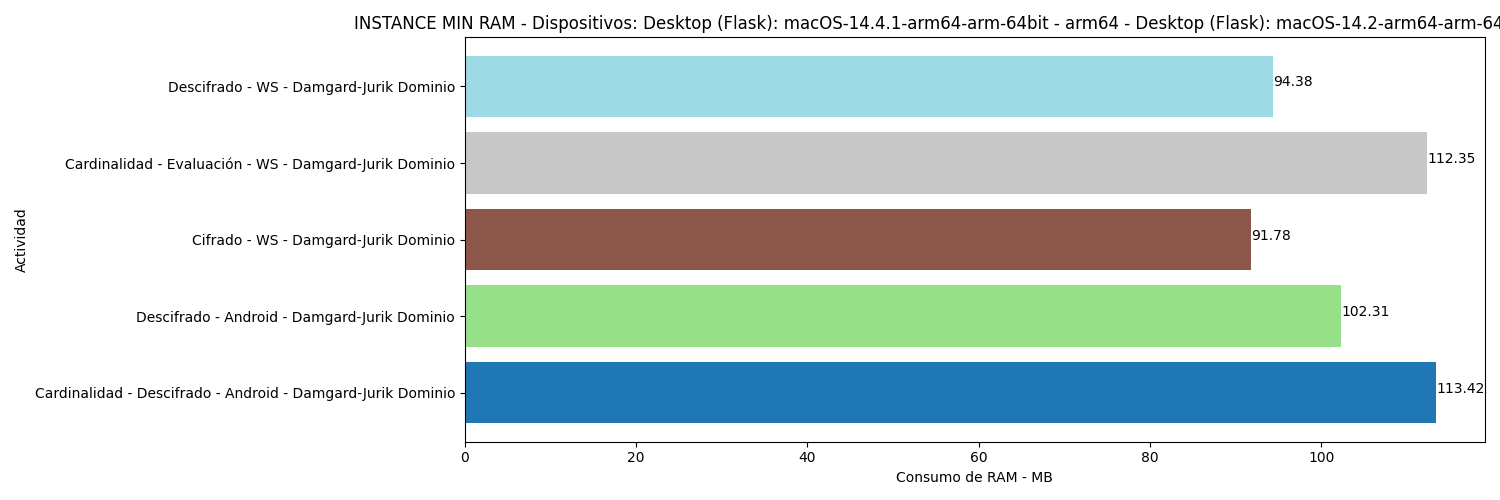 INSTANCE MIN RAM - Dispositivos: Desktop (Flask): macOS-14.4.1-arm64-arm-64bit - arm64 - Desktop (Flask): macOS-14.2-arm64-arm-64
Descifrado - WS - Damgard-Jurik Dominio
94.38
Cardinalidad - Evaluación - WS - Damgard-Jurik Dominio
112.35
Cifrado - WS - Damgard-Jurik Dominio
91.78
Descifrado - Android - Damgard-Jurik Dominio
102.31
Cardinalidad - Descifrado - Android - Damgard-Jurik Dominio
113.42
Actividad
0 20 40 60 80 100
Consumo de RAM - MB